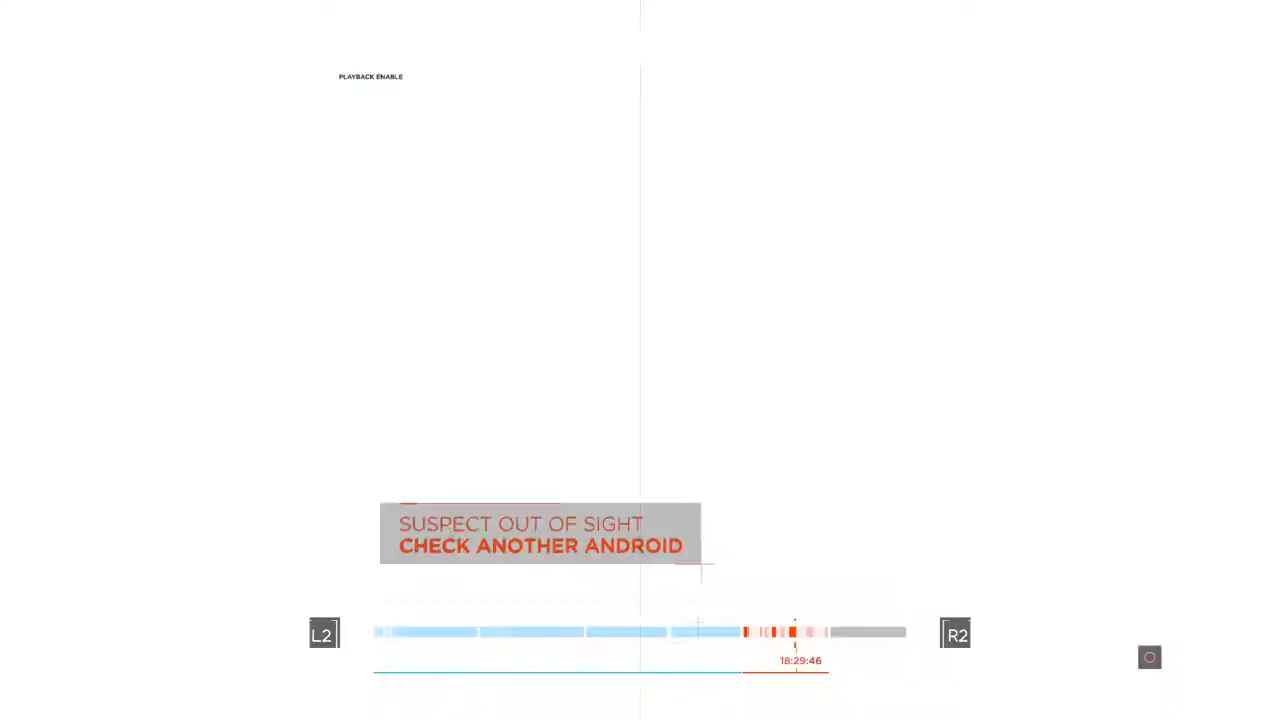 PLAYBACK ENABLE
SUSPECT OUT OF SIGHT
CHECK ANOTHER ANDROID
L2
R2
18:29:46